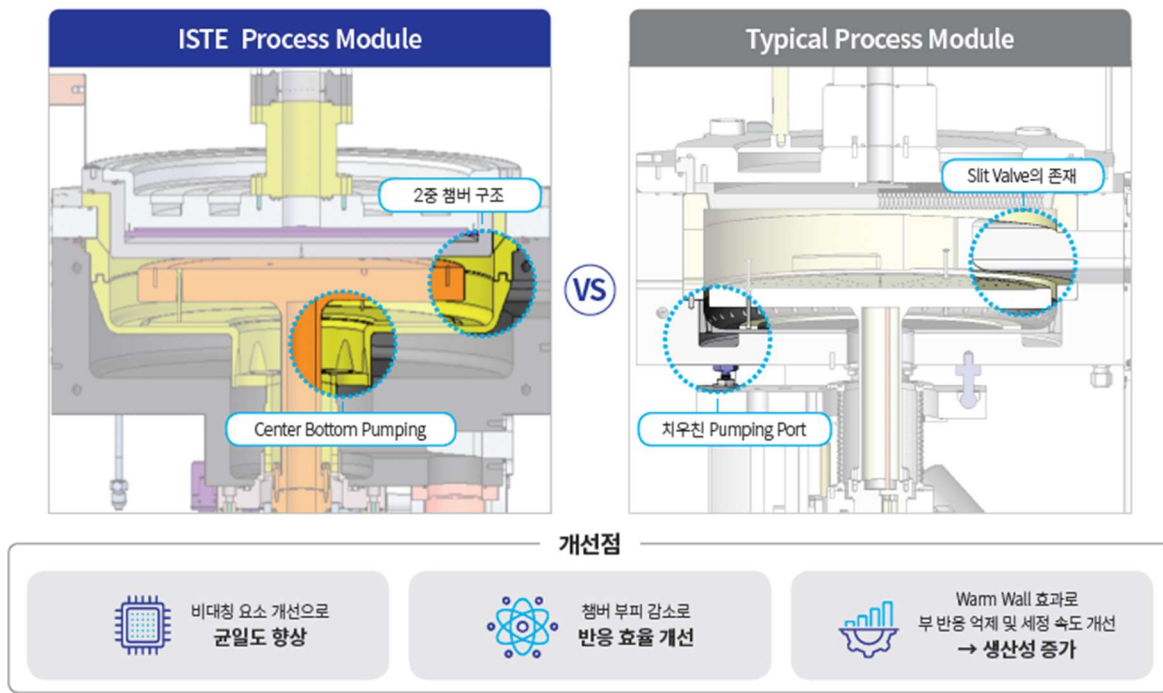 ISTE Process Module
Typical Process Module
2중 챔버 구조
Slit Valve의 존재
VS
Center Bottom Pumping
치우친 Pumping Port
개선점
비대칭 요소 개선으로
균일도 향상
챔버 부피 감소로
반응 효율 개선
Warm Wall 효과로
부 반응 억제 및 세정 속도 개선
→ 생산성 증가